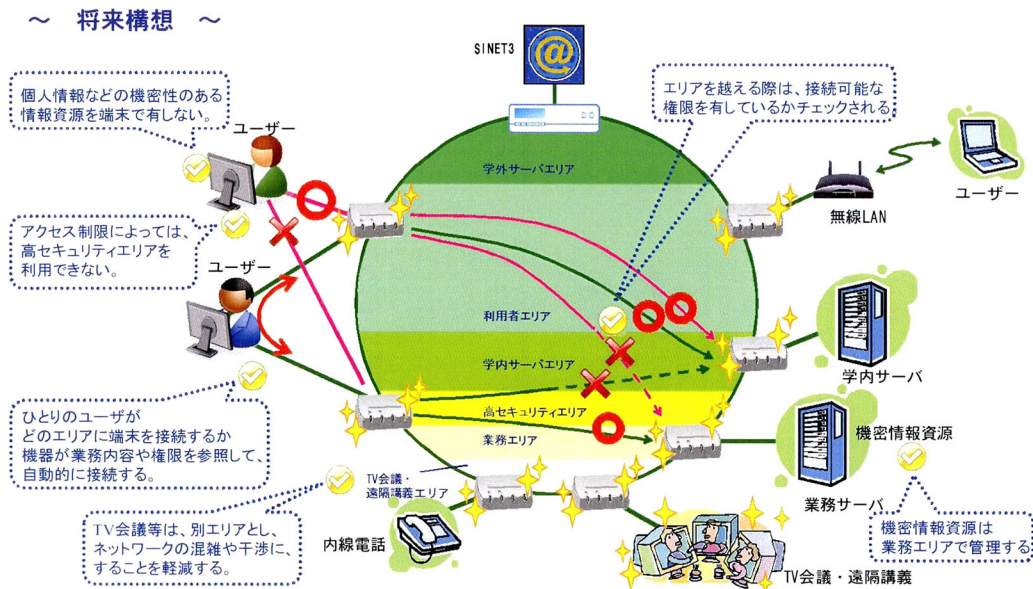 ～ 将来構想 ～
SINET3
個人情報などの機密性のある
情報資源を端末で有しない。
ユーザー
エリアを越える際は、接続可能な
権限を有しているかチェックされる
学外サーバエリア
無線LAN
ユーザー
アクセス制限によっては、
高セキュリティエリアを
利用できない。
ユーザー
利用者エリア
学内サーバエリア
学内サーバ
高セキュリティエリア
業務エリア
ひとりのユーザが
どのエリアに端末を接続するか
機器が業務内容や権限を参照して、
自動的に接続する。
機密情報資源
TV会議・
遠隔講義エリア
業務サーバ
TV会議等は、別エリアとし、
ネットワークの混雑や干渉に、
することを軽減する。
内線電話
TV会議・遠隔講義
機密情報資源は
業務エリアで管理する